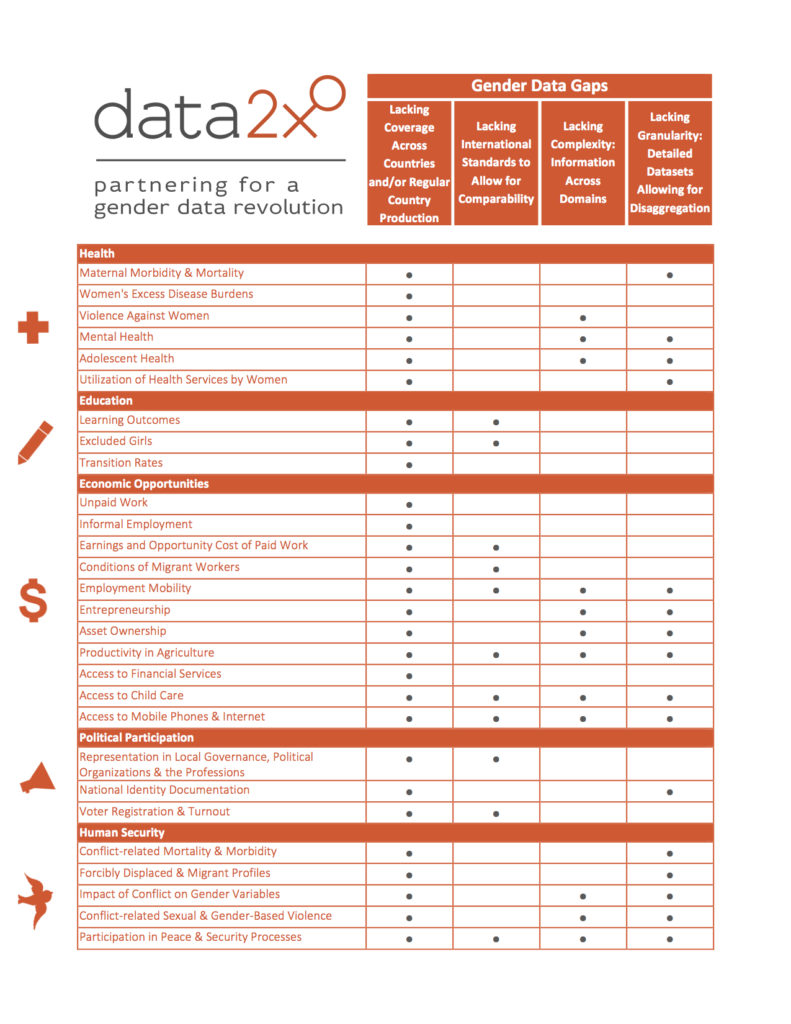 data2x
partnering for a
gender data revolution
Gender Data Gaps
Lacking
Coverage
Across
Countries
and/or Regular
Country
Production
Lacking
International
Standards to
Allow for
Comparability
Lacking
Complexity:
Information
Across
Domains
Lacking
Granularity:
Detailed
Datasets
Allowing for
Disaggregation
Health
Maternal Morbidity & Mortality
Women's Excess Disease Burdens
Violence Against Women
Mental Health
Adolescent Health
Utilization of Health Services by Women
Education
Learning Outcomes
Excluded Girls
Transition Rates
Economic Opportunities
Unpaid Work
Informal Employment
Earnings and Opportunity Cost of Paid Work
Conditions of Migrant Workers
Employment Mobility
Entrepreneurship
Asset Ownership
Productivity in Agriculture
Access to Financial Services
Access to Child Care
Access to Mobile Phones & Internet
Political Participation
Representation in Local Governance, Political
Organizations & the Professions
National Identity Documentation
Voter Registration & Turnout
Human Security
Conflict-related Mortality & Morbidity
Forcibly Displaced & Migrant Profiles
Impact of Conflict on Gender Variables
Conflict-related Sexual & Gender-Based Violence
Participation in Peace & Security Processes